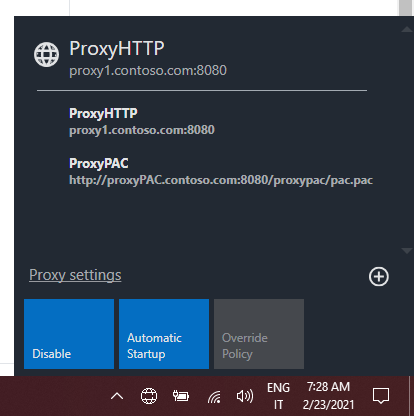 ProxyHTTP
proxy1.contoso.com:8080
ProxyHTTP
proxy1.contoso.com:8080
ProxyPAC
http://proxyPAC.contoso.com:8080/proxypac/pac.pac
Proxy settings
Disable
Automatic
Startup
Override
Policy
ENG
IT
7:28 AM
2/23/2021